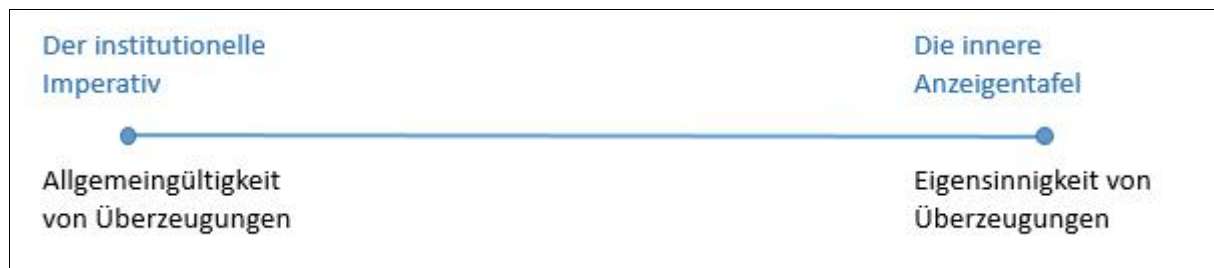 Der institutionelle
Imperativ
Die innere
Anzeigentafel
Allgemeingültigkeit
von Überzeugungen
Eigensinnigkeit von
Überzeugungen